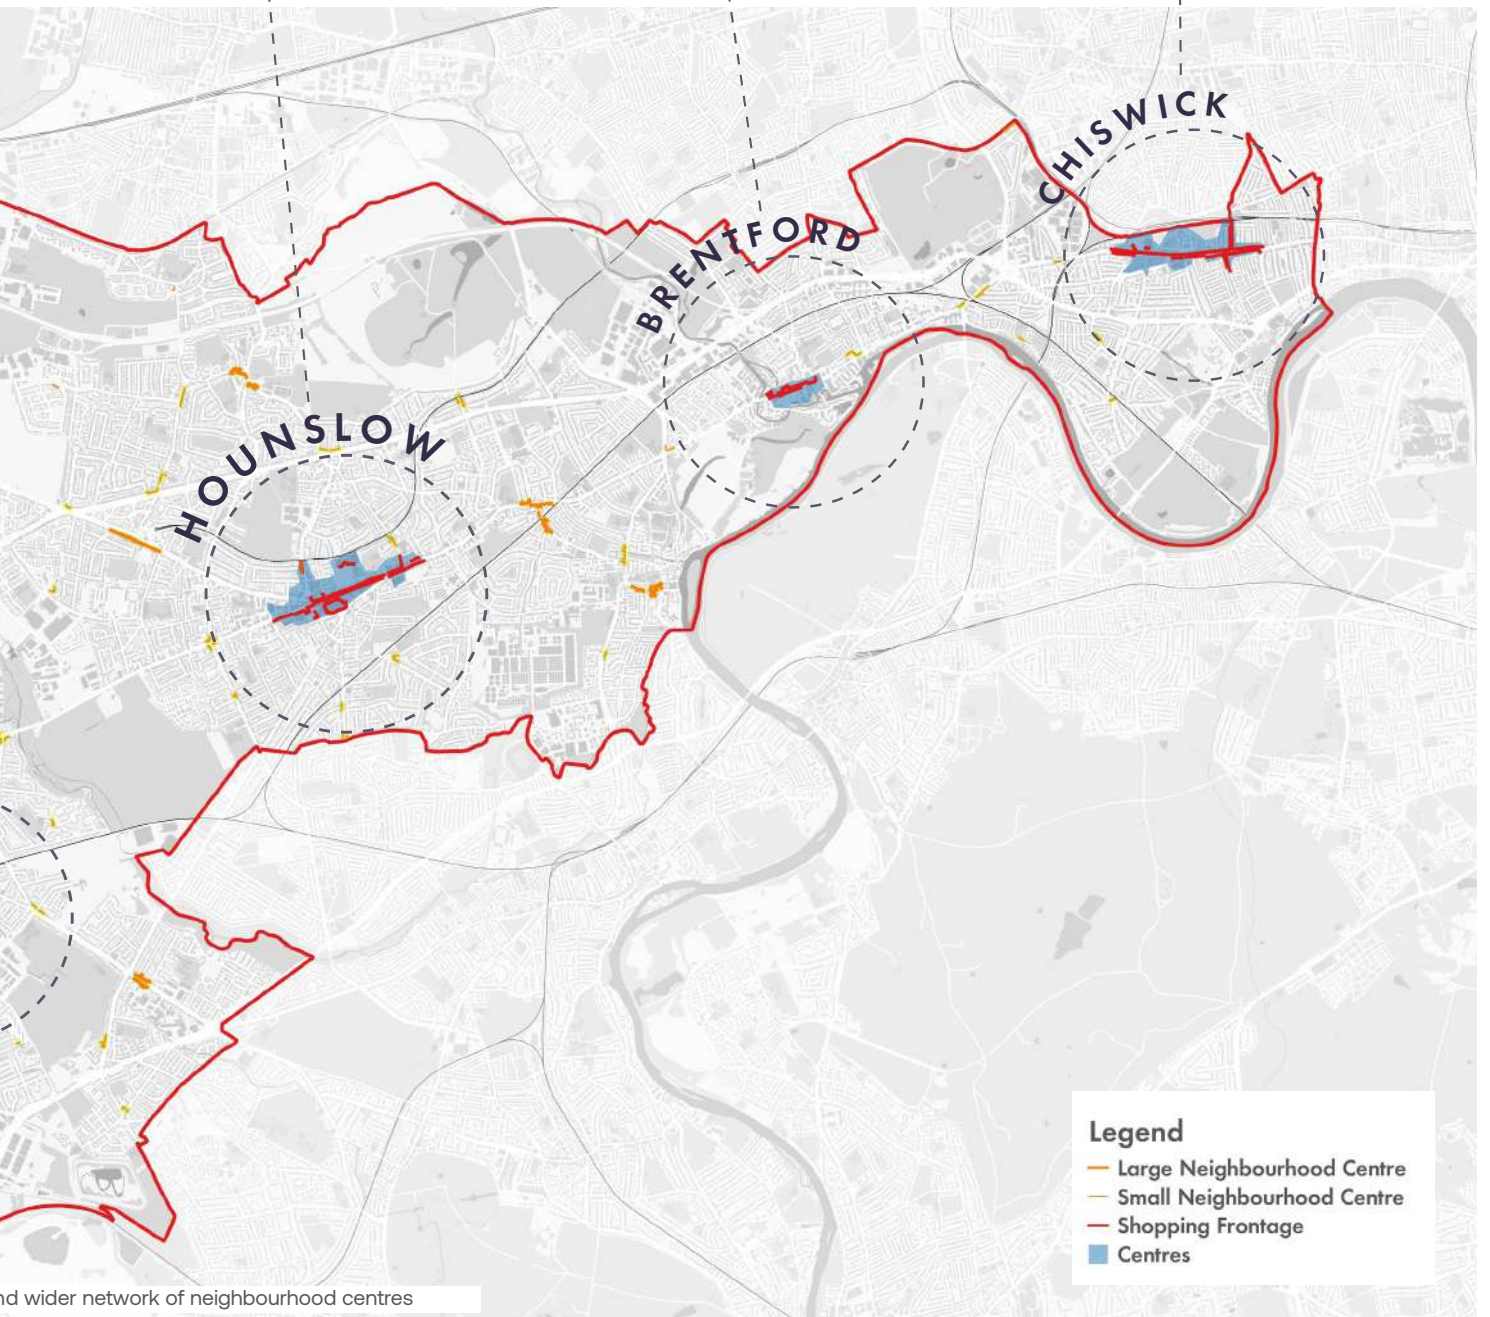 CHISWICK
BRENTFORD
HOUNSLOW
Legend
Large Neighbourhood Centre
Small Neighbourhood Centre
Shopping Frontage
Centres
nd wider network of neighbourhood centres